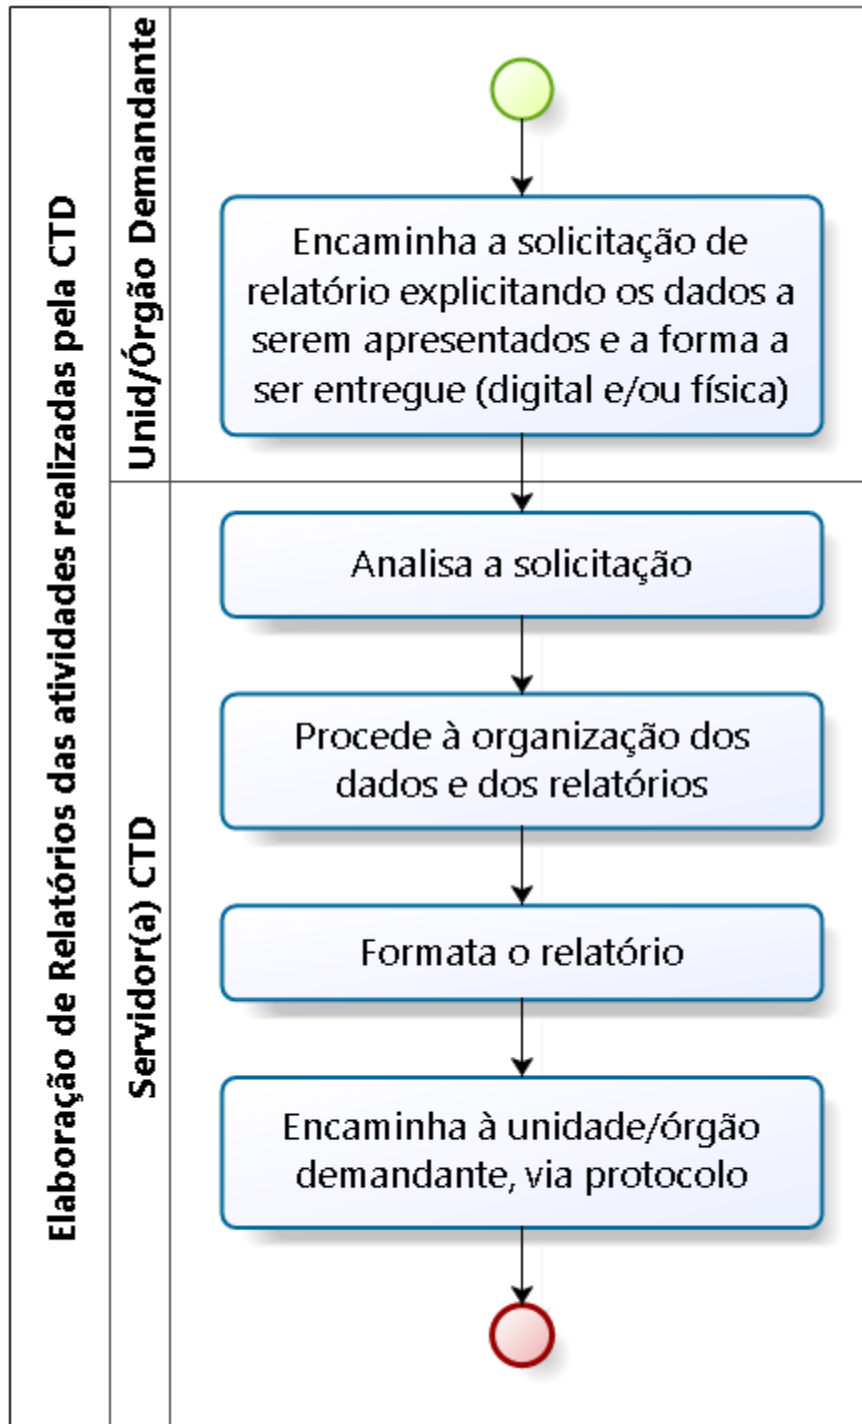 Elaboração de Relatórios das atividades realizadas pela CTD
Unid/Órgão Demandante
Encaminha a solicitação de
relatório explicitando os dados a
serem apresentados e a forma a
ser entregue (digital e/ou física)
Servidor(a) CTD
Analisa a solicitação
Procede à organização dos
dados e dos relatórios
Formata o relatório
Encaminha à unidade/órgão
demandante, via protocolo